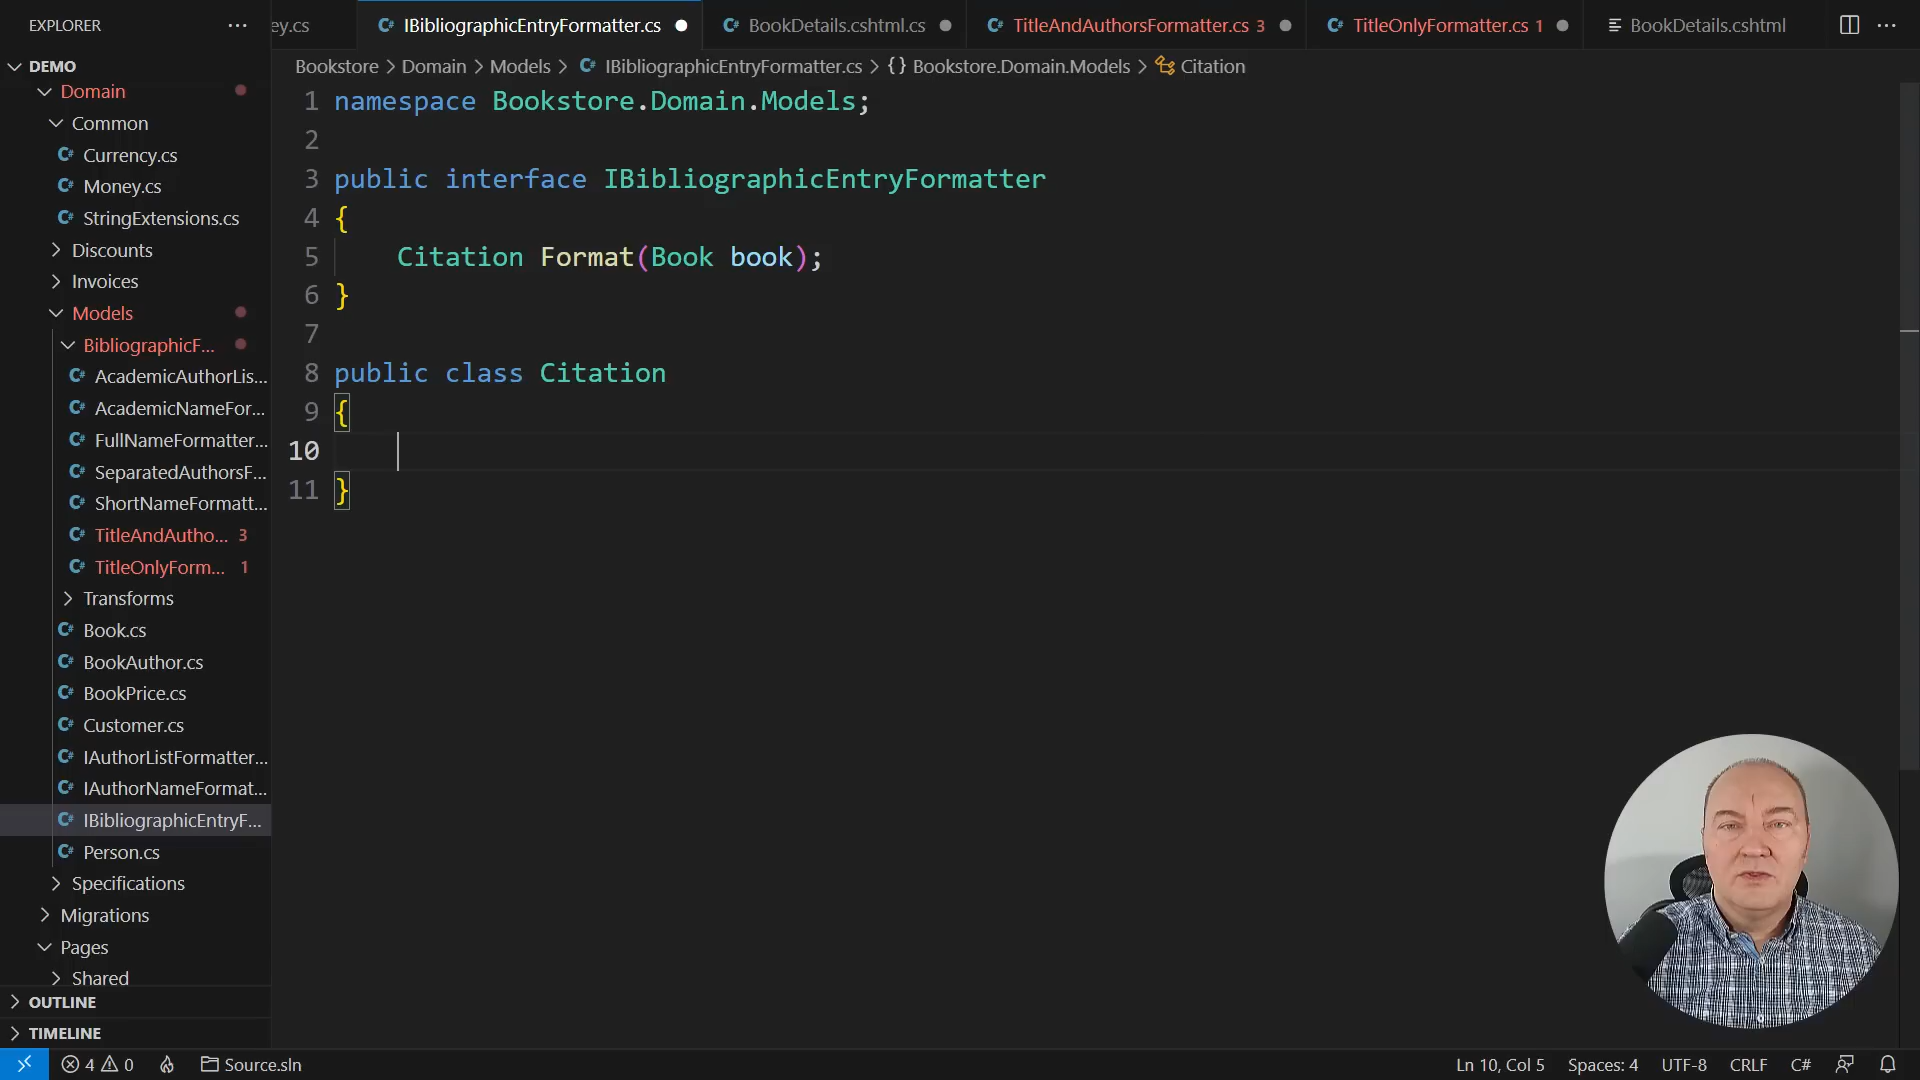 EXPLORER
ey.cs
IBibliographicEntryFormatter.cs
BookDetails.cshtml.cs
TitleAndAuthorsFormatter.cs 3
TitleOnlyFormatter.cs 1
BookDetails.cshtml
DEMO
Bookstore > Domain > Models > IBibliographicEntryFormatter.cs > {} Bookstore.Domain.Models > Citation
Domain
Common
Currency.cs
Money.cs
StringExtensions.cs
Discounts
Invoices
Models
BibliographicF...
AcademicAuthorLis...
AcademicNameFor...
FullNameFormatter...
SeparatedAuthorsF...
ShortNameFormatt...
TitleAndAutho... 3
TitleOnlyForm... 1
Transforms
Book.cs
BookAuthor.cs
BookPrice.cs
Customer.cs
IAuthorListFormatter...
IAuthorNameFormat...
IBibliographicEntryF...
Person.cs
Specifications
Migrations
Pages
Shared
OUTLINE
TIMELINE
1 namespace Bookstore.Domain.Models;
2
3 public interface IBibliographicEntryFormatter
4 {
5 Citation Format(Book book);
6 }
7
8 public class Citation
9 {
10
11 }
4 0 Source.sln
Ln 10, Col 5 Spaces: 4 UTF-8 CRLF C#